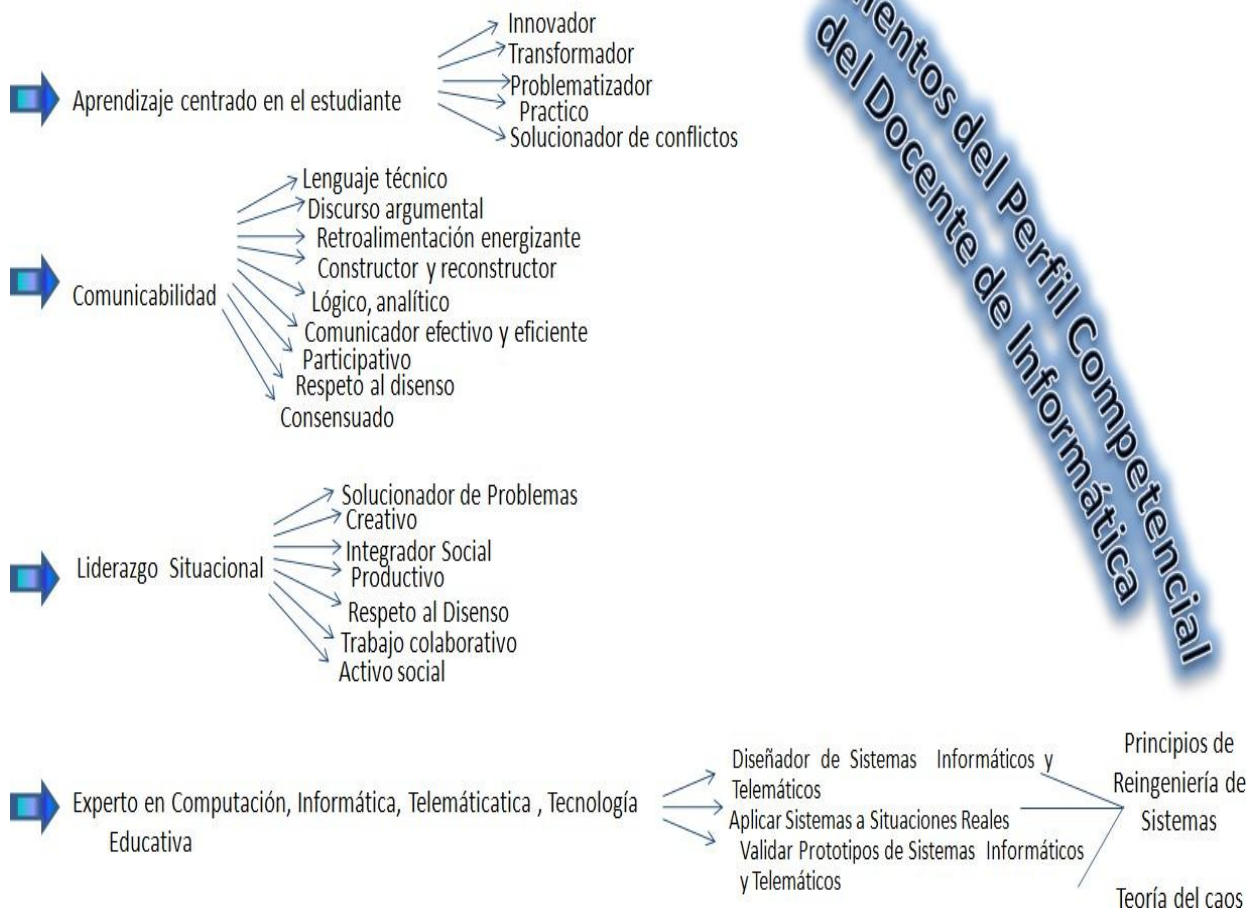 mentos del Perfil Competencial
del Docente de Informática
Aprendizaje centrado en el estudiante
Innovador
Transformador
Problematizador
Practico
Solucionador de conflictos
Comunicabilidad
Lenguaje técnico
Discurso argumental
Retroalimentación energizante
Constructor y reconstructor
Lógico, analítico
Comunicador efectivo y eficiente
Participativo
Respeto al disenso
Consensuado
Liderazgo Situacional
Solucionador de Problemas
Creativo
Integrador Social
Productivo
Respeto al Disenso
Trabajo colaborativo
Activo social
Experto en Computación, Informática, Telemáticatica , Tecnología
Educativa
Diseñador de Sistemas Informáticos y
Telemáticos
Aplicar Sistemas a Situaciones Reales
Validar Prototipos de Sistemas Informáticos
y Telemáticos
Principios de
Reingeniería de
Sistemas
Teoría del caos